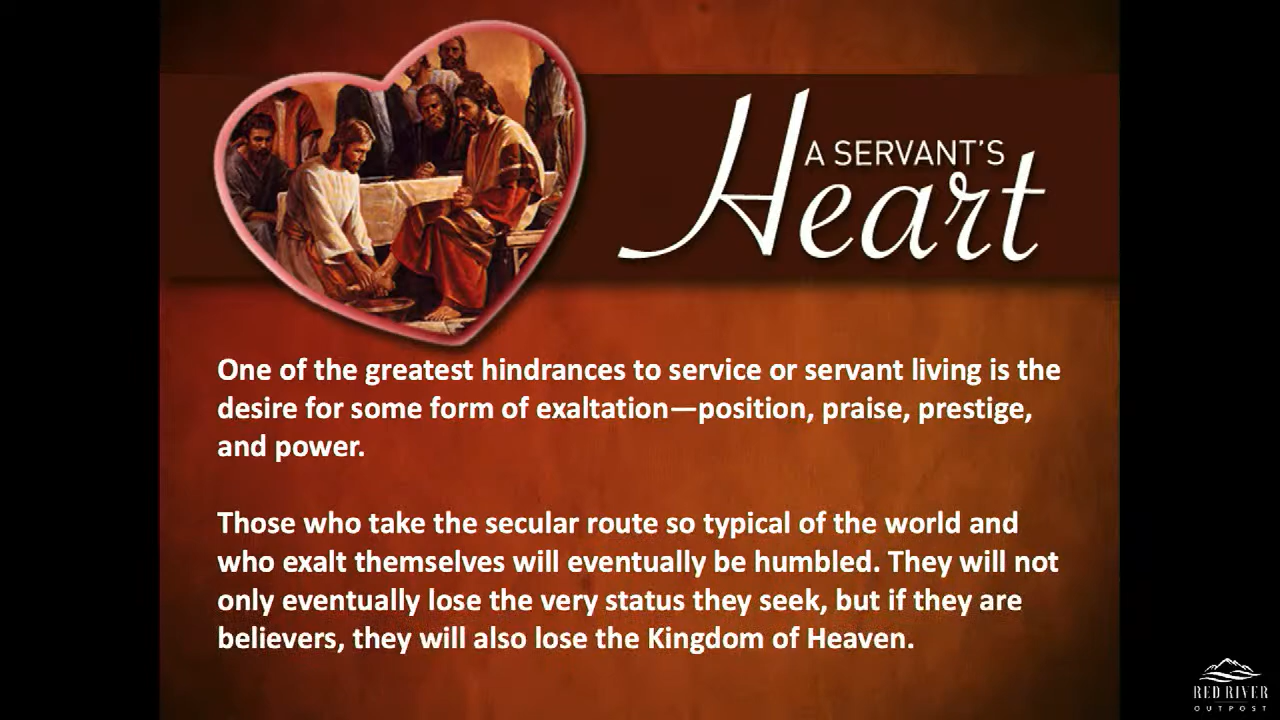 A SERVANT'S
Heart
One of the greatest hindrances to service or servant living is the
desire for some form of exaltation—position, praise, prestige,
and power.
Those who take the secular route so typical of the world and
who exalt themselves will eventually be humbled. They will not
only eventually lose the very status they seek, but if they are
believers, they will also lose the Kingdom of Heaven.
RED RIVER
OUTPOST